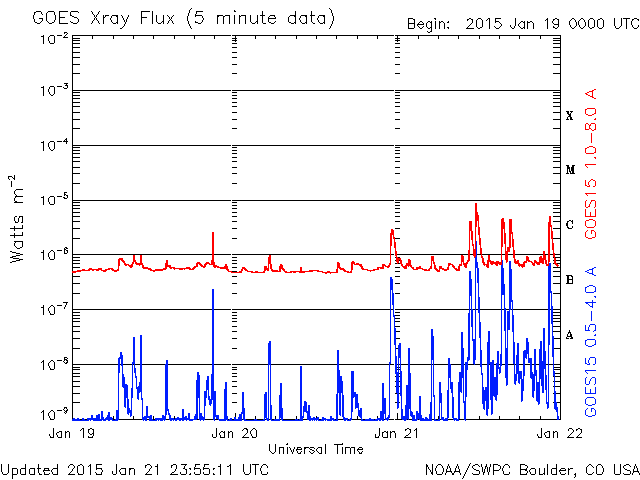 GOES Xray Flux (5 minute data)
Begin: 2015 Jan 19 0000 UTC
10⁻²
10⁻³
10⁻⁴
10⁻⁵
10⁻⁶
10⁻⁷
10⁻⁸
10⁻⁹
Watts m⁻²
X
M
C
B
A
GOES15 1.0-8.0 A
GOES15 0.5-4.0 A
Jan 19
Jan 20
Jan 21
Jan 22
Universal Time
Updated 2015 Jan 21 23:55:11 UTC
NOAA/SWPC Boulder, CO USA